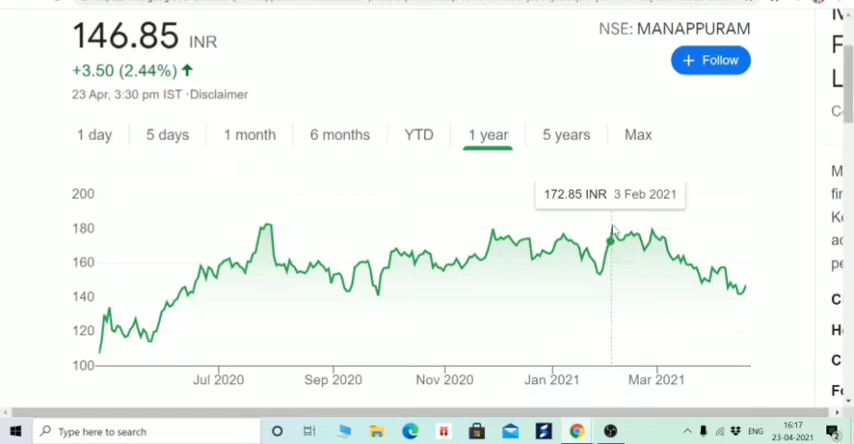 146.85 INR
NSE: MANAPPURAM
+3.50 (2.44%) ↑
+ Follow
23 Apr, 3:30 pm IST ·Disclaimer
1 day 5 days 1 month 6 months YTD 1 year 5 years Max
172.85 INR 3 Feb 2021
200
180
160
140
120
100
Jul 2020 Sep 2020 Nov 2020 Jan 2021 Mar 2021
Type here to search
ENG
16:17
23-04-2021
2